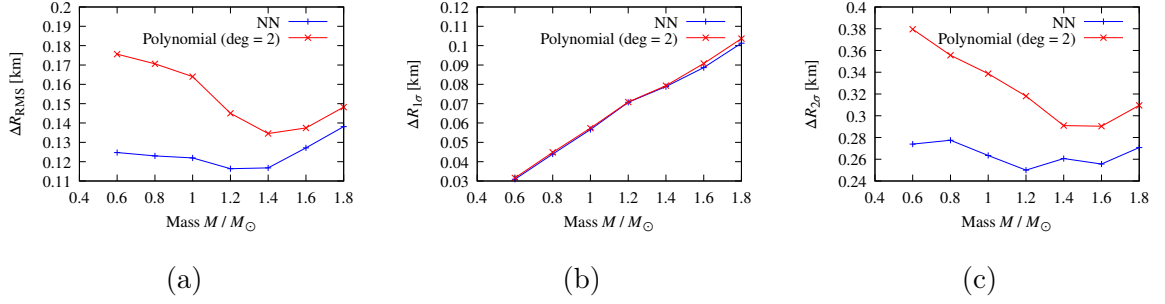 0.2
0.19
0.18
0.17
0.16
0.15
0.14
0.13
0.12
0.11
ΔR_RMS [km]
NN
Polynomial (deg = 2)
0.4 0.6 0.8 1 1.2 1.4 1.6 1.8
Mass M / M⊙
(a)
0.12
0.11
0.1
0.09
0.08
0.07
0.06
0.05
0.04
0.03
ΔR_1σ [km]
NN
Polynomial (deg = 2)
0.4 0.6 0.8 1 1.2 1.4 1.6 1.8
Mass M / M⊙
(b)
0.4
0.38
0.36
0.34
0.32
0.3
0.28
0.26
0.24
ΔR_2σ [km]
NN
Polynomial (deg = 2)
0.4 0.6 0.8 1 1.2 1.4 1.6 1.8
Mass M / M⊙
(c)